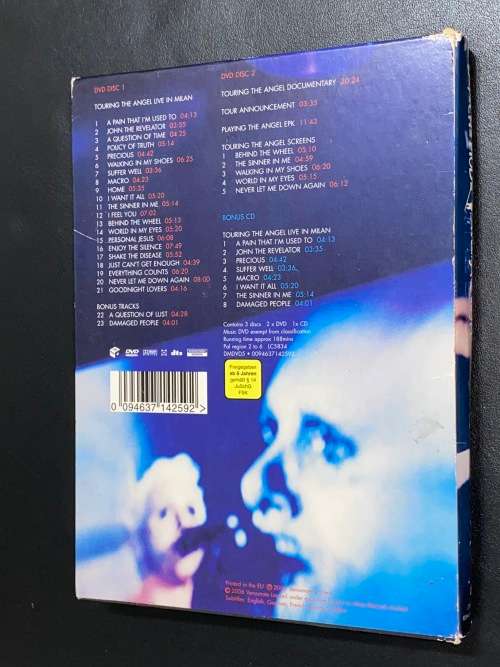 DVD DISC 1
TOURING THE ANGEL LIVE IN MILAN
1 A PAIN THAT I'M USED TO 04:13
2 JOHN THE REVELATOR 03:35
3 A QUESTION OF TIME 04:25
4 POLICY OF TRUTH 05:14
5 PRECIOUS 04:42
6 WALKING IN MY SHOES 06:25
7 SUFFER WELL 03:36
8 MACRO 04:23
9 HOME 05:35
10 I WANT IT ALL 05:20
11 THE SINNER IN ME 05:14
12 I FEEL YOU 07:02
13 BEHIND THE WHEEL 05:13
14 WORLD IN MY EYES 05:20
15 PERSONAL JESUS 06:08
16 ENJOY THE SILENCE 07:49
17 SHAKE THE DISEASE 05:52
18 JUST CAN'T GET ENOUGH 04:39
19 EVERYTHING COUNTS 06:20
20 NEVER LET ME DOWN AGAIN 08:00
21 GOODNIGHT LOVERS 04:16
BONUS TRACKS
22 A QUESTION OF LUST 04:28
23 DAMAGED PEOPLE 04:01
DVD DISC 2
TOURING THE ANGEL DOCUMENTARY 20:24
TOUR ANNOUNCEMENT 03:35
PLAYING THE ANGEL EPK 11:43
TOURING THE ANGEL SCREENS
1 BEHIND THE WHEEL 05:10
2 THE SINNER IN ME 04:59
3 WALKING IN MY SHOES 06:20
4 WORLD IN MY EYES 05:15
5 NEVER LET ME DOWN AGAIN 06:12
BONUS CD
TOURING THE ANGEL LIVE IN MILAN
1 A PAIN THAT I'M USED TO 04:13
2 JOHN THE REVELATOR 03:35
3 PRECIOUS 04:42
4 SUFFER WELL 03:36
5 MACRO 04:23
6 I WANT IT ALL 05:20
7 THE SINNER IN ME 05:14
8 DAMAGED PEOPLE 04:01
Contains 3 discs 2 x DVD 1x CD
Music DVD exempt from classification
Running time approx 188mins
Pal region 2 to 6 LC5834
DMDVD5 • 0094637142592
DVD dts
0 094637 142592 >
Freigegeben
ab 6 Jahren
gemäß § 14
JuSchG
FSK
Printed in the EU
© 2006 Venusnote Ltd
Subtitles: English, German,